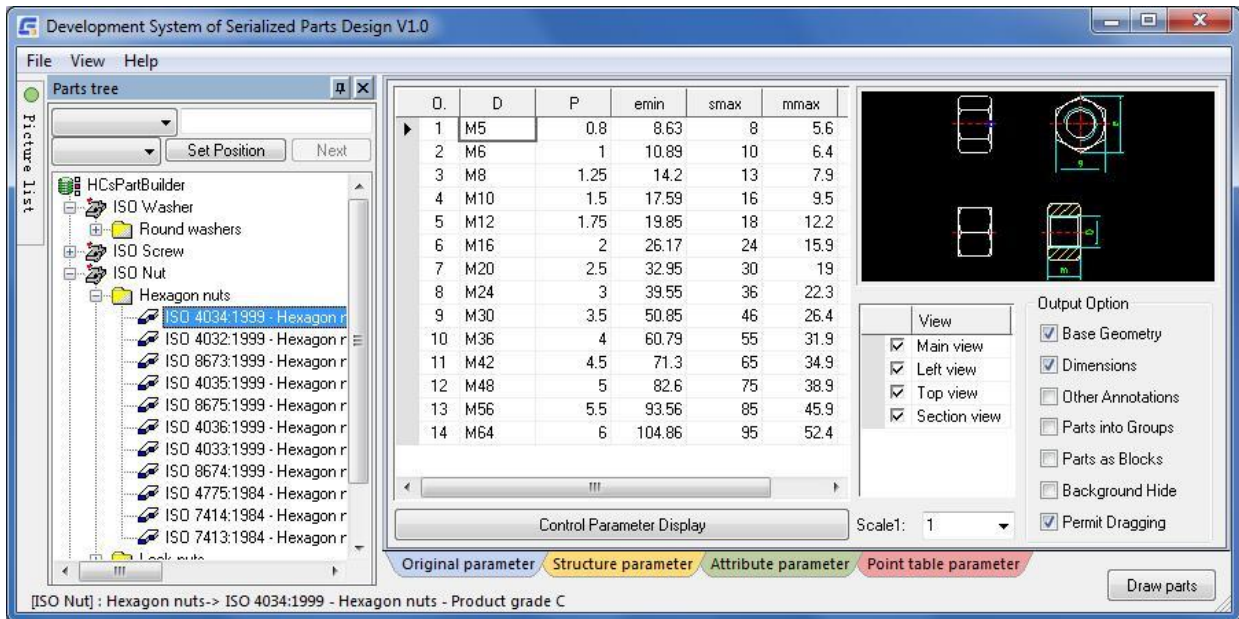 Development System of Serialized Parts Design V1.0
File View Help
Picture List
Parts tree
Set Position Next
HCsPartBuilder
ISO Washer
Round washers
ISO Screw
ISO Nut
Hexagon nuts
ISO 4034:1999 - Hexagon r
ISO 4032:1999 - Hexagon r
ISO 8673:1999 - Hexagon r
ISO 4035:1999 - Hexagon r
ISO 8675:1999 - Hexagon r
ISO 4036:1999 - Hexagon r
ISO 4033:1999 - Hexagon r
ISO 8674:1999 - Hexagon r
ISO 4775:1984 - Hexagon r
ISO 7414:1984 - Hexagon r
ISO 7413:1984 - Hexagon r
Lock nuts
O. D P emin smax mmax
1 M5 0.8 8.63 8 5.6
2 M6 1 10.89 10 6.4
3 M8 1.25 14.2 13 7.9
4 M10 1.5 17.59 16 9.5
5 M12 1.75 19.85 18 12.2
6 M16 2 26.17 24 15.9
7 M20 2.5 32.95 30 19
8 M24 3 39.55 36 22.3
9 M30 3.5 50.85 46 26.4
10 M36 4 60.79 55 31.9
11 M42 4.5 71.3 65 34.9
12 M48 5 82.6 75 38.9
13 M56 5.5 93.56 85 45.9
14 M64 6 104.86 95 52.4
Control Parameter Display
m
View
Main view
Left view
Top view
Section view
Scale1: 1
Output Option
Base Geometry
Dimensions
Other Annotations
Parts into Groups
Parts as Blocks
Background Hide
Permit Dragging
Original parameter Structure parameter Attribute parameter Point table parameter
Draw parts
[ISO Nut] : Hexagon nuts-> ISO 4034:1999 - Hexagon nuts - Product grade C